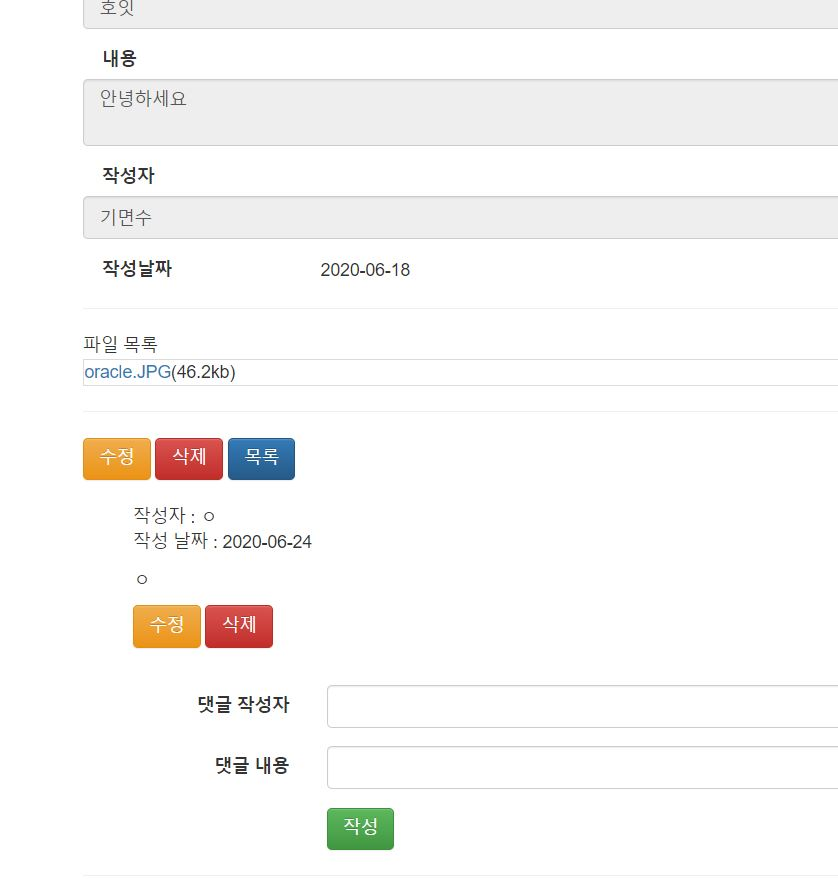 호잇
내용
안녕하세요
작성자
기면수
작성날짜 2020-06-18
파일 목록
oracle.JPG(46.2kb)
수정 삭제 목록
작성자 : ㅇ
작성 날짜 : 2020-06-24
ㅇ
수정 삭제
댓글 작성자
댓글 내용
작성